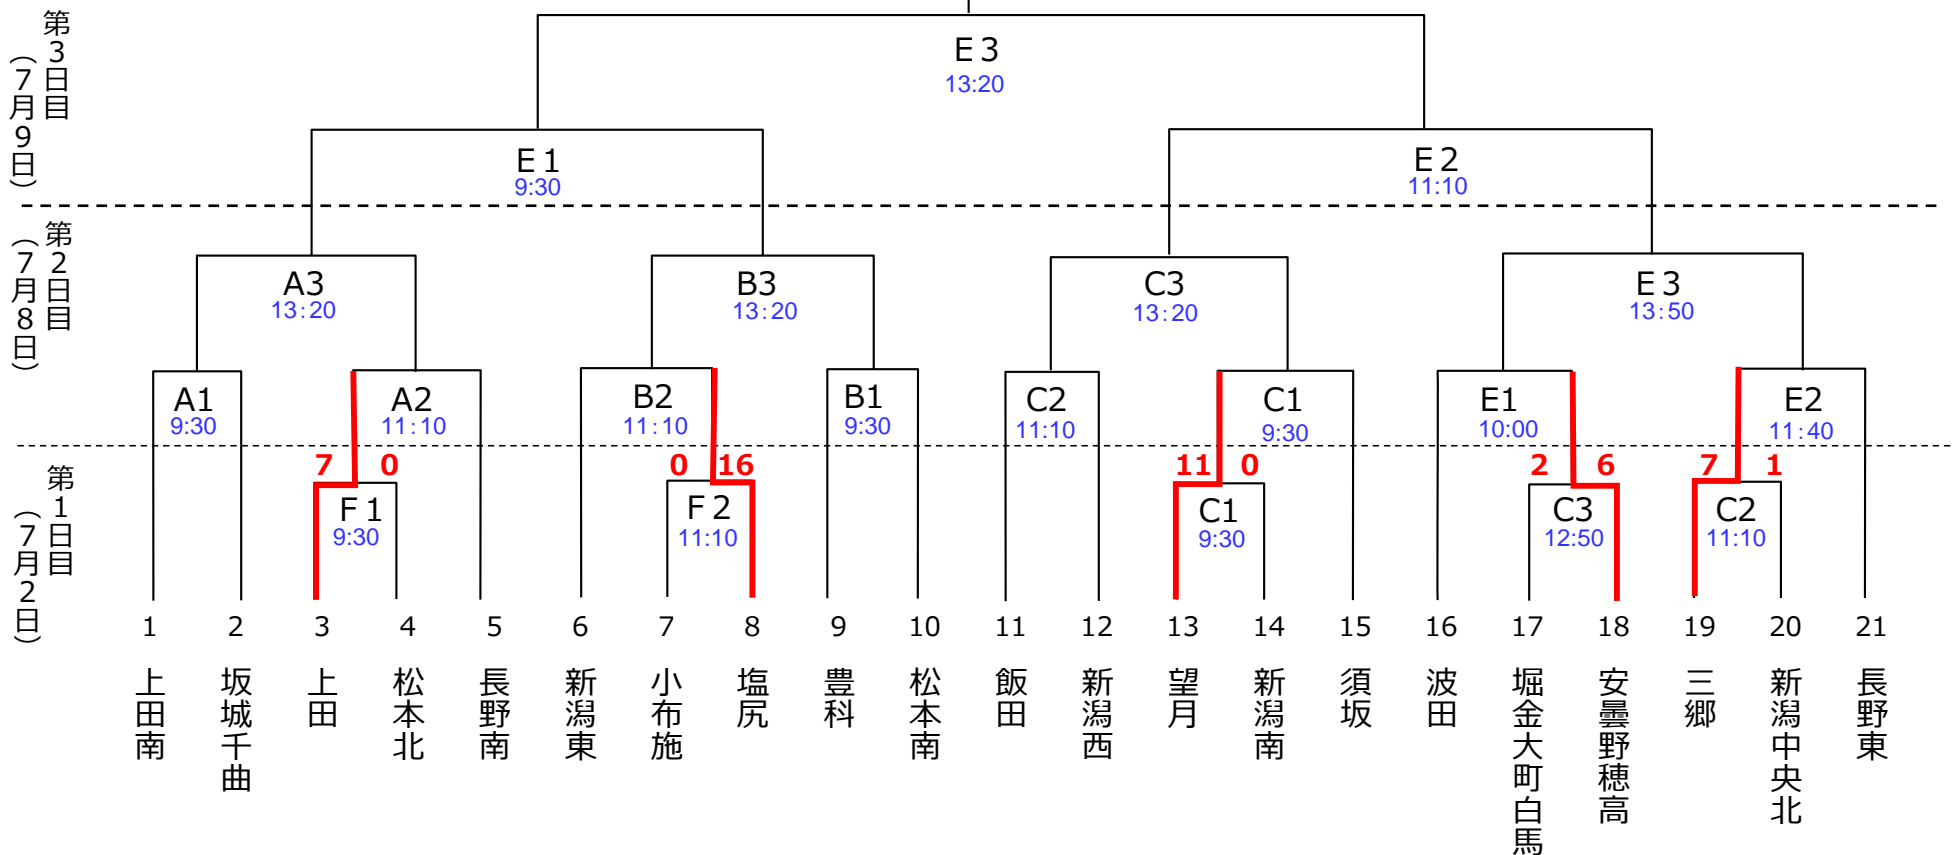 第3日目
(7月9日)
E 3
13:20
E 1
9:30
E 2
11:10
第2日目
(7月8日)
A3
13:20
B3
13:20
C3
13:20
E 3
13:50
A1
9:30
A2
11:10
B2
11:10
B1
9:30
C2
11:10
C1
9:30
E1
10:00
E2
11:40
第1日目
(7月2日)
7 0
0 16
11 0
2 6
7 1
F 1
9:30
F 2
11:10
C1
9:30
C3
12:50
C2
11:10
1 2 3 4 5 6 7 8 9 10 11 12 13 14 15 16 17 18 19 20 21
上田南
坂城千曲
上田
松本北
長野南
新潟東
小布施
塩尻
豊科
松本南
飯田
新潟西
望月
新潟南
須坂
波田
堀金大町白馬
安曇野穂高
三郷
新潟中央北
長野東